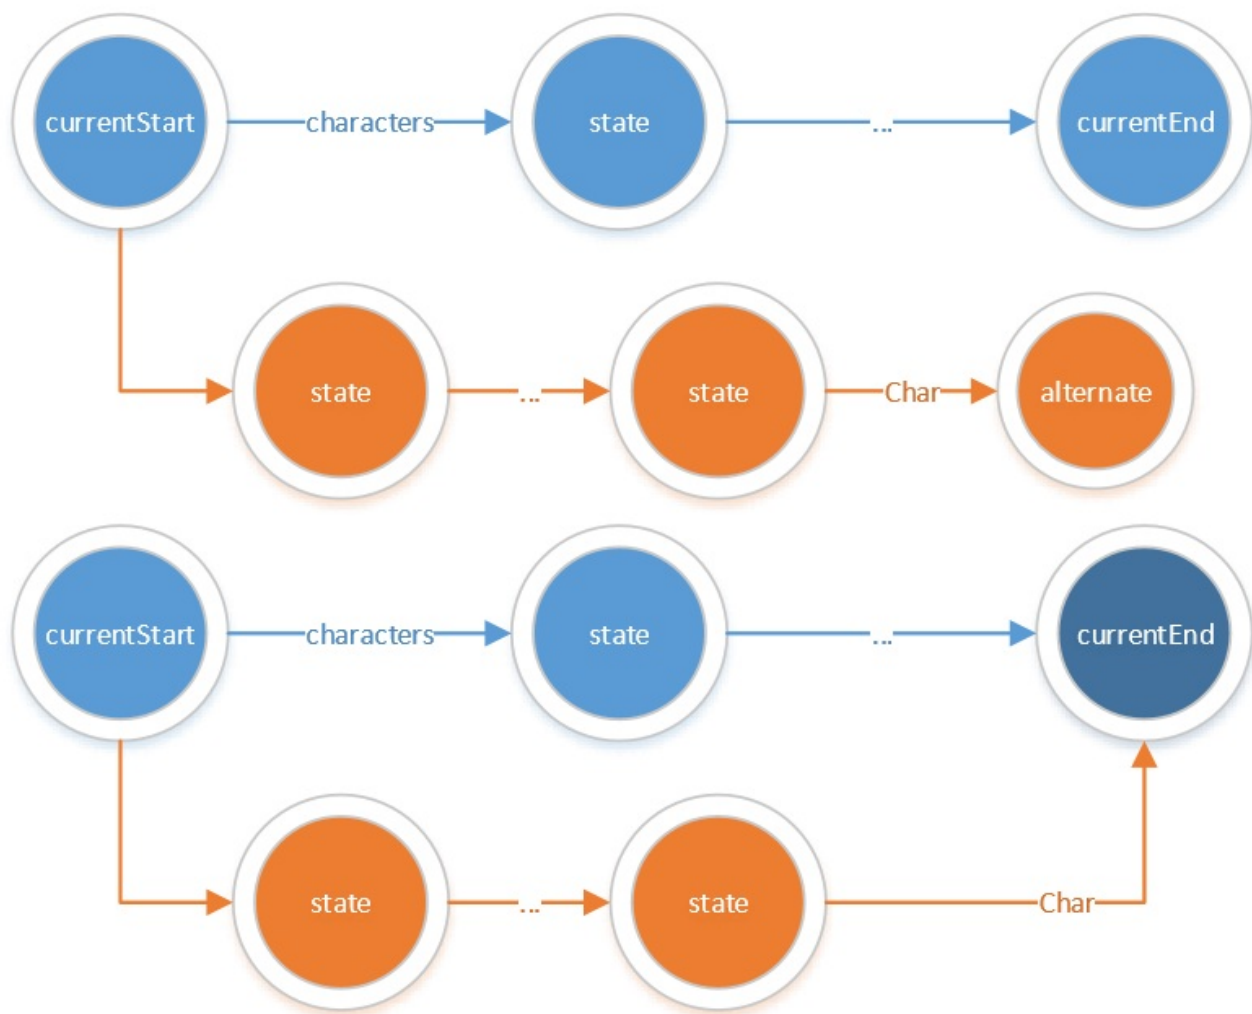 currentStart characters state ... currentEnd
state ... state Char alternate
currentStart characters state ... currentEnd
state ... state Char